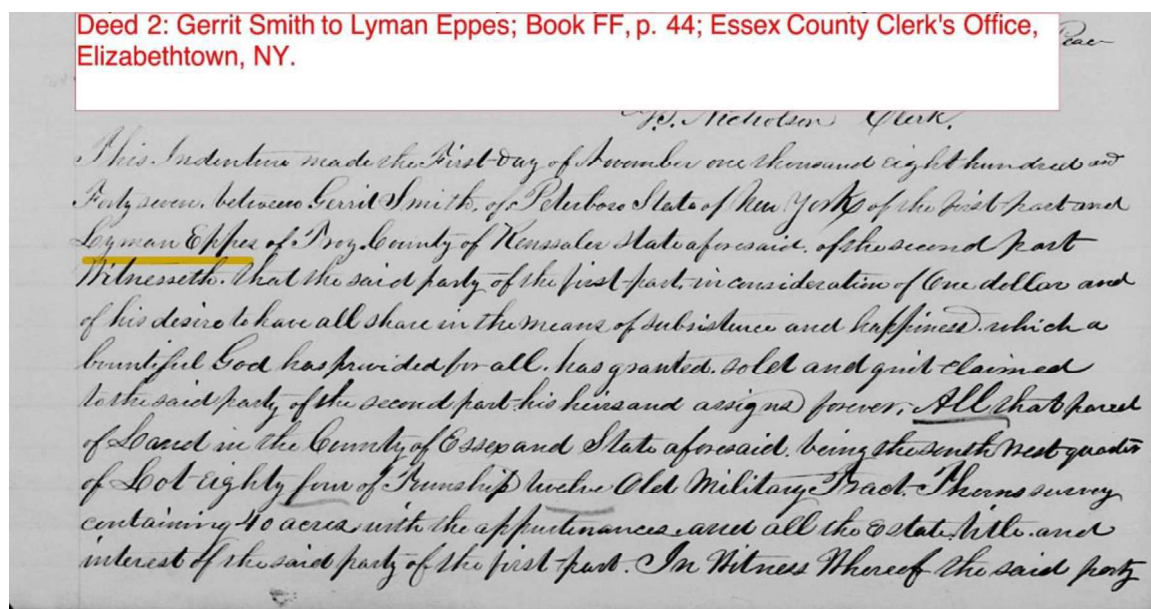 Deed 2: Gerrit Smith to Lyman Eppes; Book FF, p. 44; Essex County Clerk's Office,
Elizabethtown, NY.
Peac
Nicholson Clerk.
This Indenture made the First Day of November one thousand eight hundred and
Forty seven. between Gerrit Smith. of Peterboro State of New York of the first part and
Lyman Eppes of Troy County of Renssaler State aforesaid. of the second part
Witnesseth. that the said party of the first part. in consideration of One dollar and
of his desire to have all share in the means of subsistence and happiness which a
bountiful God has provided for all. has granted. sold and quit claimed
to the said party of the second part his heirs and assigns forever. All that parcel
of Land in the County of Essex and State aforesaid. being the south West quarter
of Lot eighty four of Township twelve Old Military Tract. Thorns survey
containing 40 acres with the appurtenances and all the Estate. title and
interest of the said party of the first part. In Witness Whereof the said party